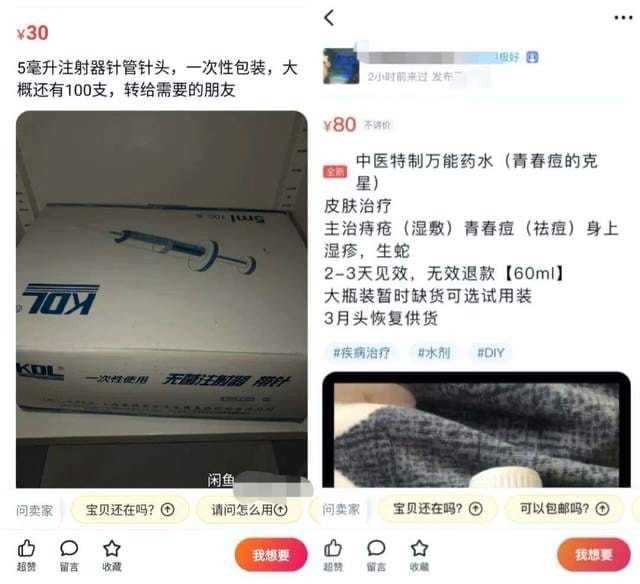 ¥30
5毫升注射器针管针头，一次性包装，大
概还有100支，转给需要的朋友
5ml 100支
KDL
KDL 一次性使用 无菌注射器 带针
闲鱼
问卖家 宝贝还在吗？ 请问怎么用
超赞 留言 收藏 我想要
极好
2小时前来过 发布于
¥80 不讲价
全新 中医特制万能药水（青春痘的克
星）
皮肤治疗
主治痔疮（湿敷）青春痘（祛痘）身上
湿疹，生蛇
2-3天见效，无效退款【60ml】
大瓶装暂时缺货可选试用装
3月头恢复供货
#疾病治疗 #水剂 #DIY
问卖家 宝贝还在吗？ 可以包邮吗？
超赞 留言 收藏 我想要